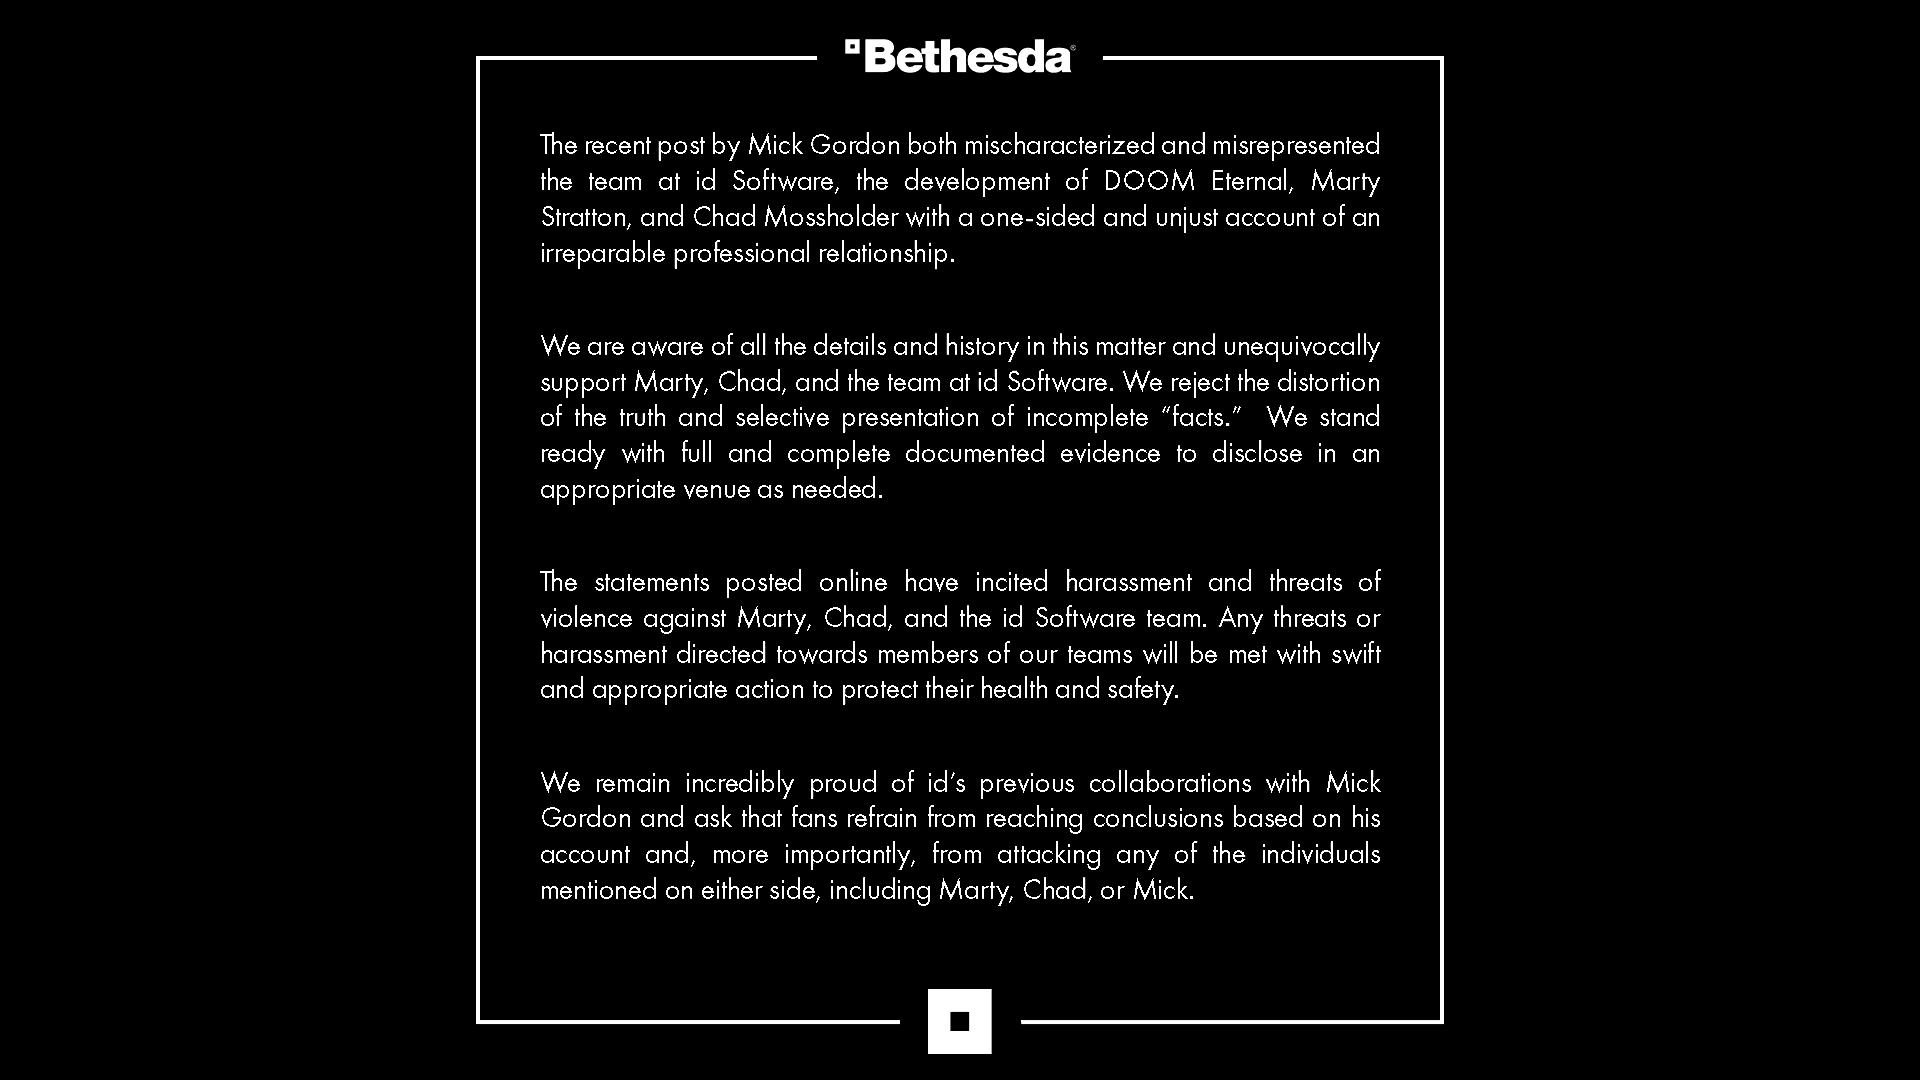 Bethesda®
The recent post by Mick Gordon both mischaracterized and misrepresented
the team at id Software, the development of DOOM Eternal, Marty
Stratton, and Chad Mossholder with a one-sided and unjust account of an
irreparable professional relationship.
We are aware of all the details and history in this matter and unequivocally
support Marty, Chad, and the team at id Software. We reject the distortion
of the truth and selective presentation of incomplete “facts.”  We stand
ready with full and complete documented evidence to disclose in an
appropriate venue as needed.
The statements posted online have incited harassment and threats of
violence against Marty, Chad, and the id Software team. Any threats or
harassment directed towards members of our teams will be met with swift
and appropriate action to protect their health and safety.
We remain incredibly proud of id’s previous collaborations with Mick
Gordon and ask that fans refrain from reaching conclusions based on his
account and, more importantly, from attacking any of the individuals
mentioned on either side, including Marty, Chad, or Mick.